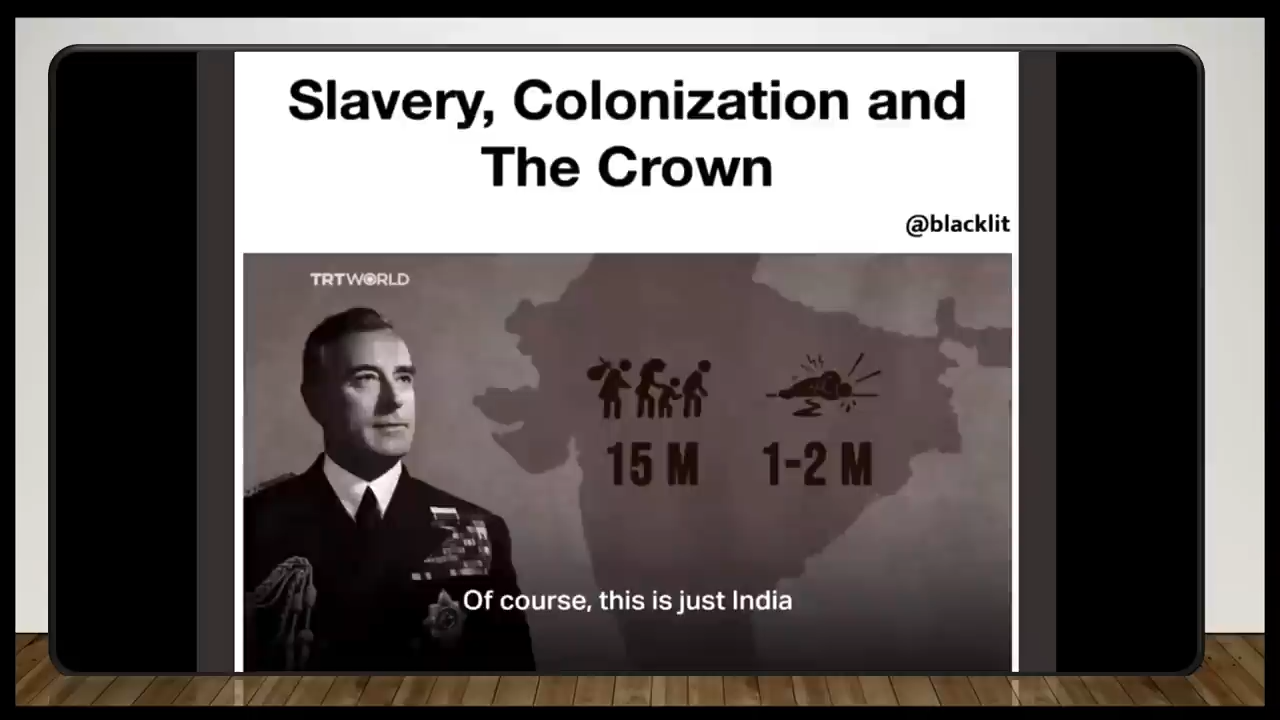 Slavery, Colonization and
The Crown
@blacklit
TRTWORLD
15 M 1-2 M
Of course, this is just India